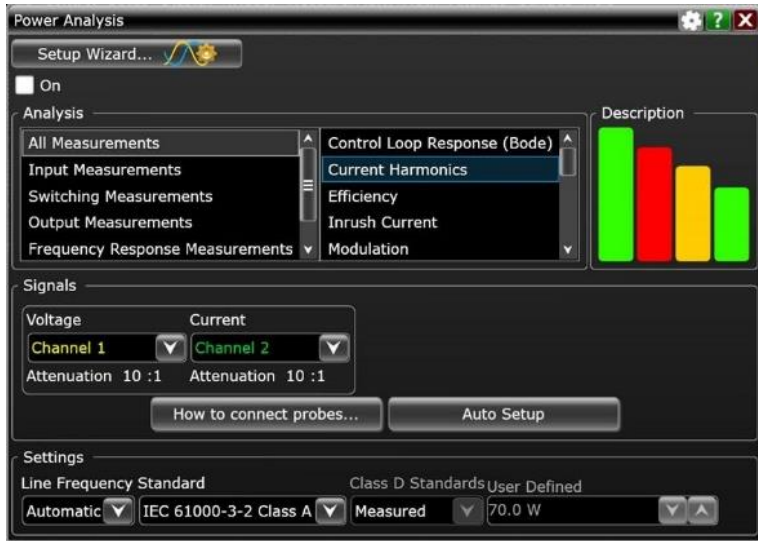 Power Analysis
?
X
Setup Wizard...
On
Analysis
Description
All Measurements
Input Measurements
Switching Measurements
Output Measurements
Frequency Response Measurements
Control Loop Response (Bode)
Current Harmonics
Efficiency
Inrush Current
Modulation
Signals
Voltage Current
Channel 1 Channel 2
Attenuation 10 :1 Attenuation 10 :1
How to connect probes... Auto Setup
Settings
Line Frequency Standard Class D Standards User Defined
Automatic IEC 61000-3-2 Class A Measured 70.0 W